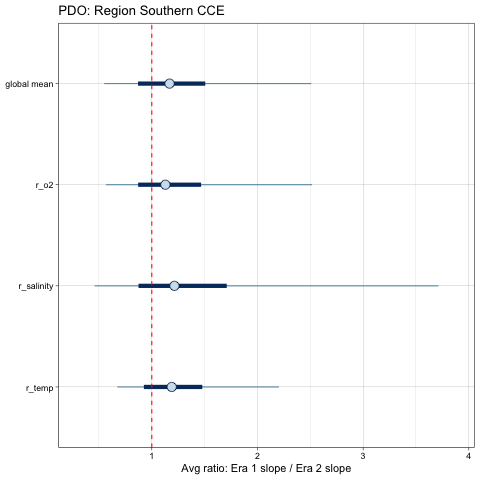 PDO: Region Southern CCE
global mean
r_o2
r_salinity
r_temp
1 2 3 4
Avg ratio: Era 1 slope / Era 2 slope